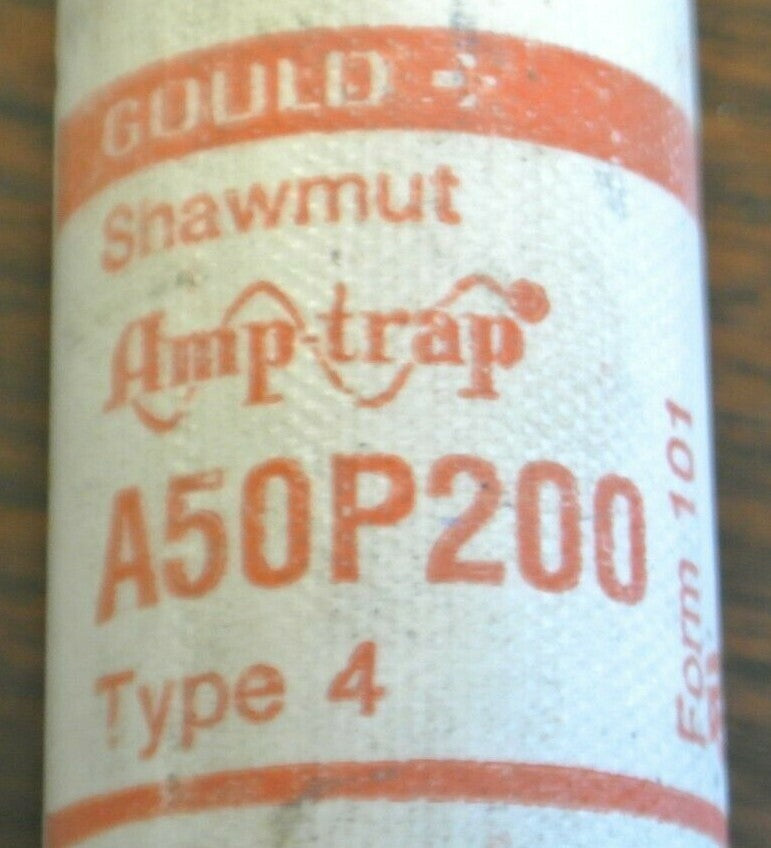 GOULD
Shawmut
Amp-trap
A50P200
Type 4
Form 101